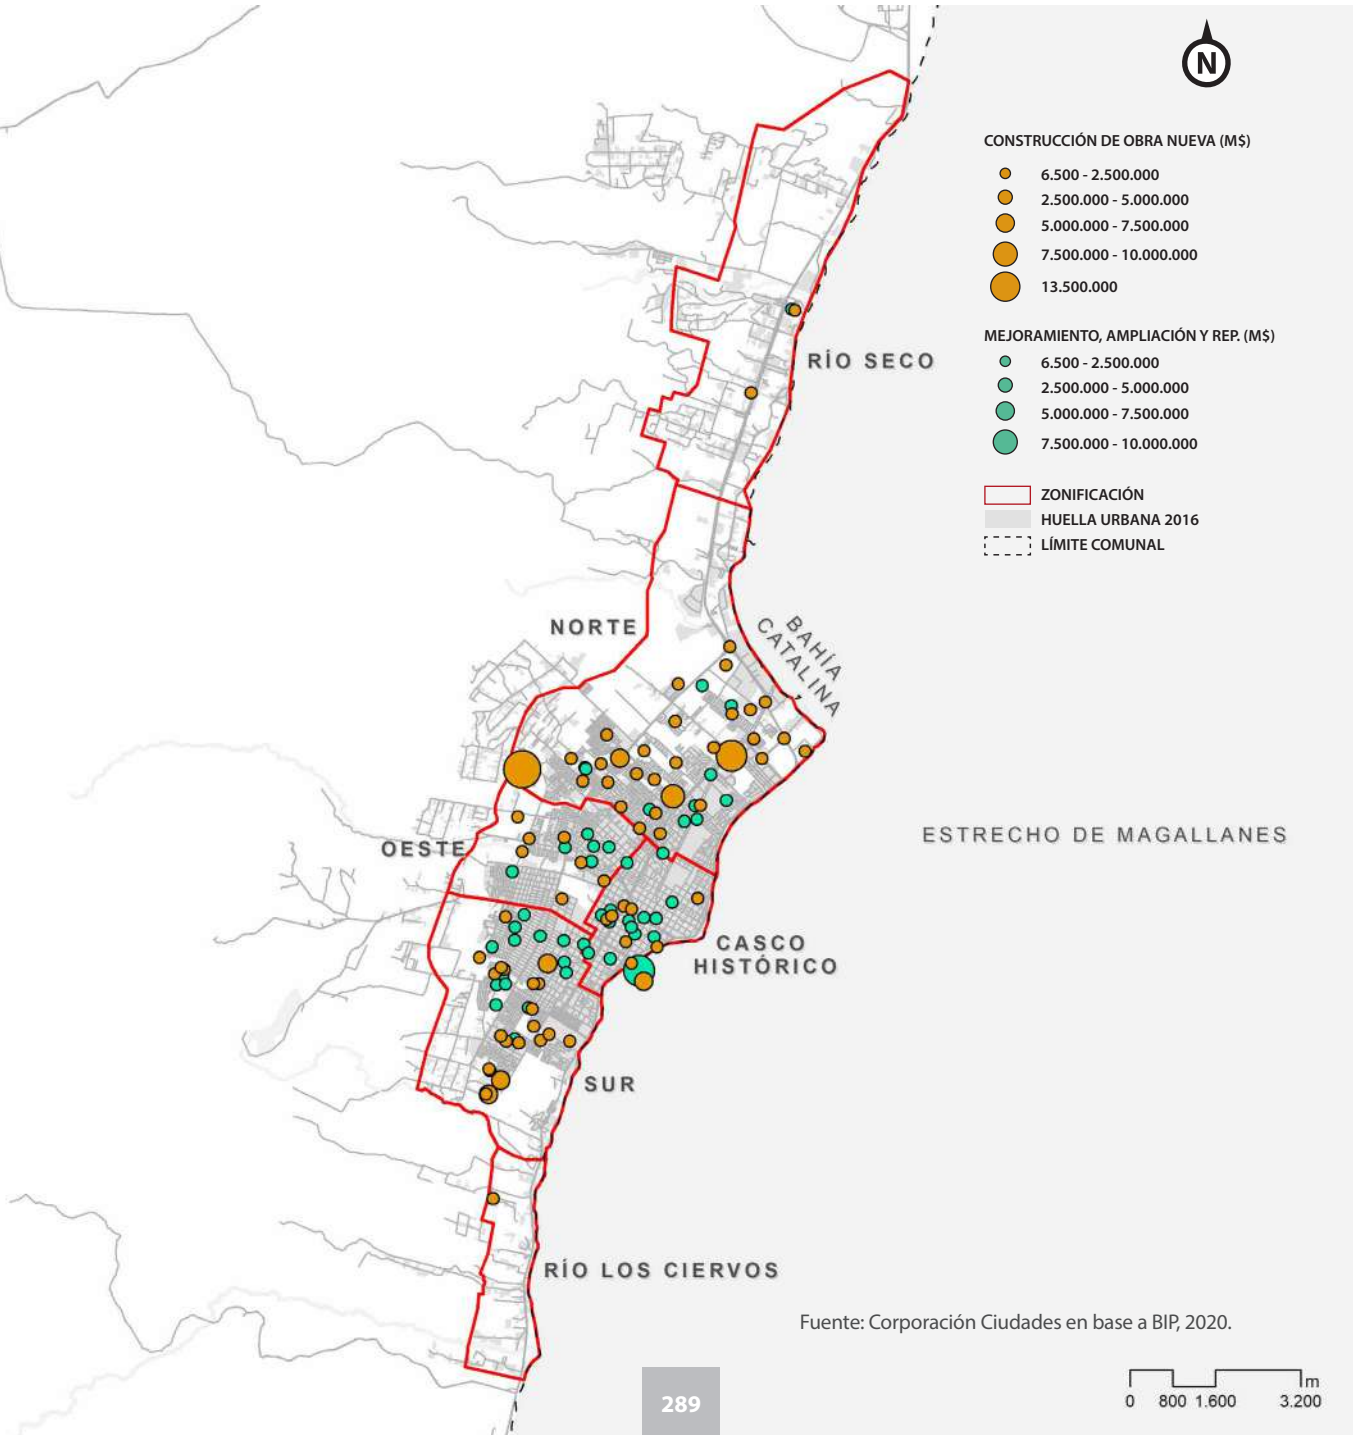 N
CONSTRUCCIÓN DE OBRA NUEVA (M$)
6.500 - 2.500.000
2.500.000 - 5.000.000
5.000.000 - 7.500.000
7.500.000 - 10.000.000
13.500.000
MEJORAMIENTO, AMPLIACIÓN Y REP. (M$)
6.500 - 2.500.000
2.500.000 - 5.000.000
5.000.000 - 7.500.000
7.500.000 - 10.000.000
ZONIFICACIÓN
HUELLA URBANA 2016
LÍMITE COMUNAL
RÍO SECO
NORTE
BAHÍA
CATALINA
ESTRECHO DE MAGALLANES
OESTE
CASCO
HISTÓRICO
SUR
RÍO LOS CIERVOS
Fuente: Corporación Ciudades en base a BIP, 2020.
m
0 800 1.600 3.200
289